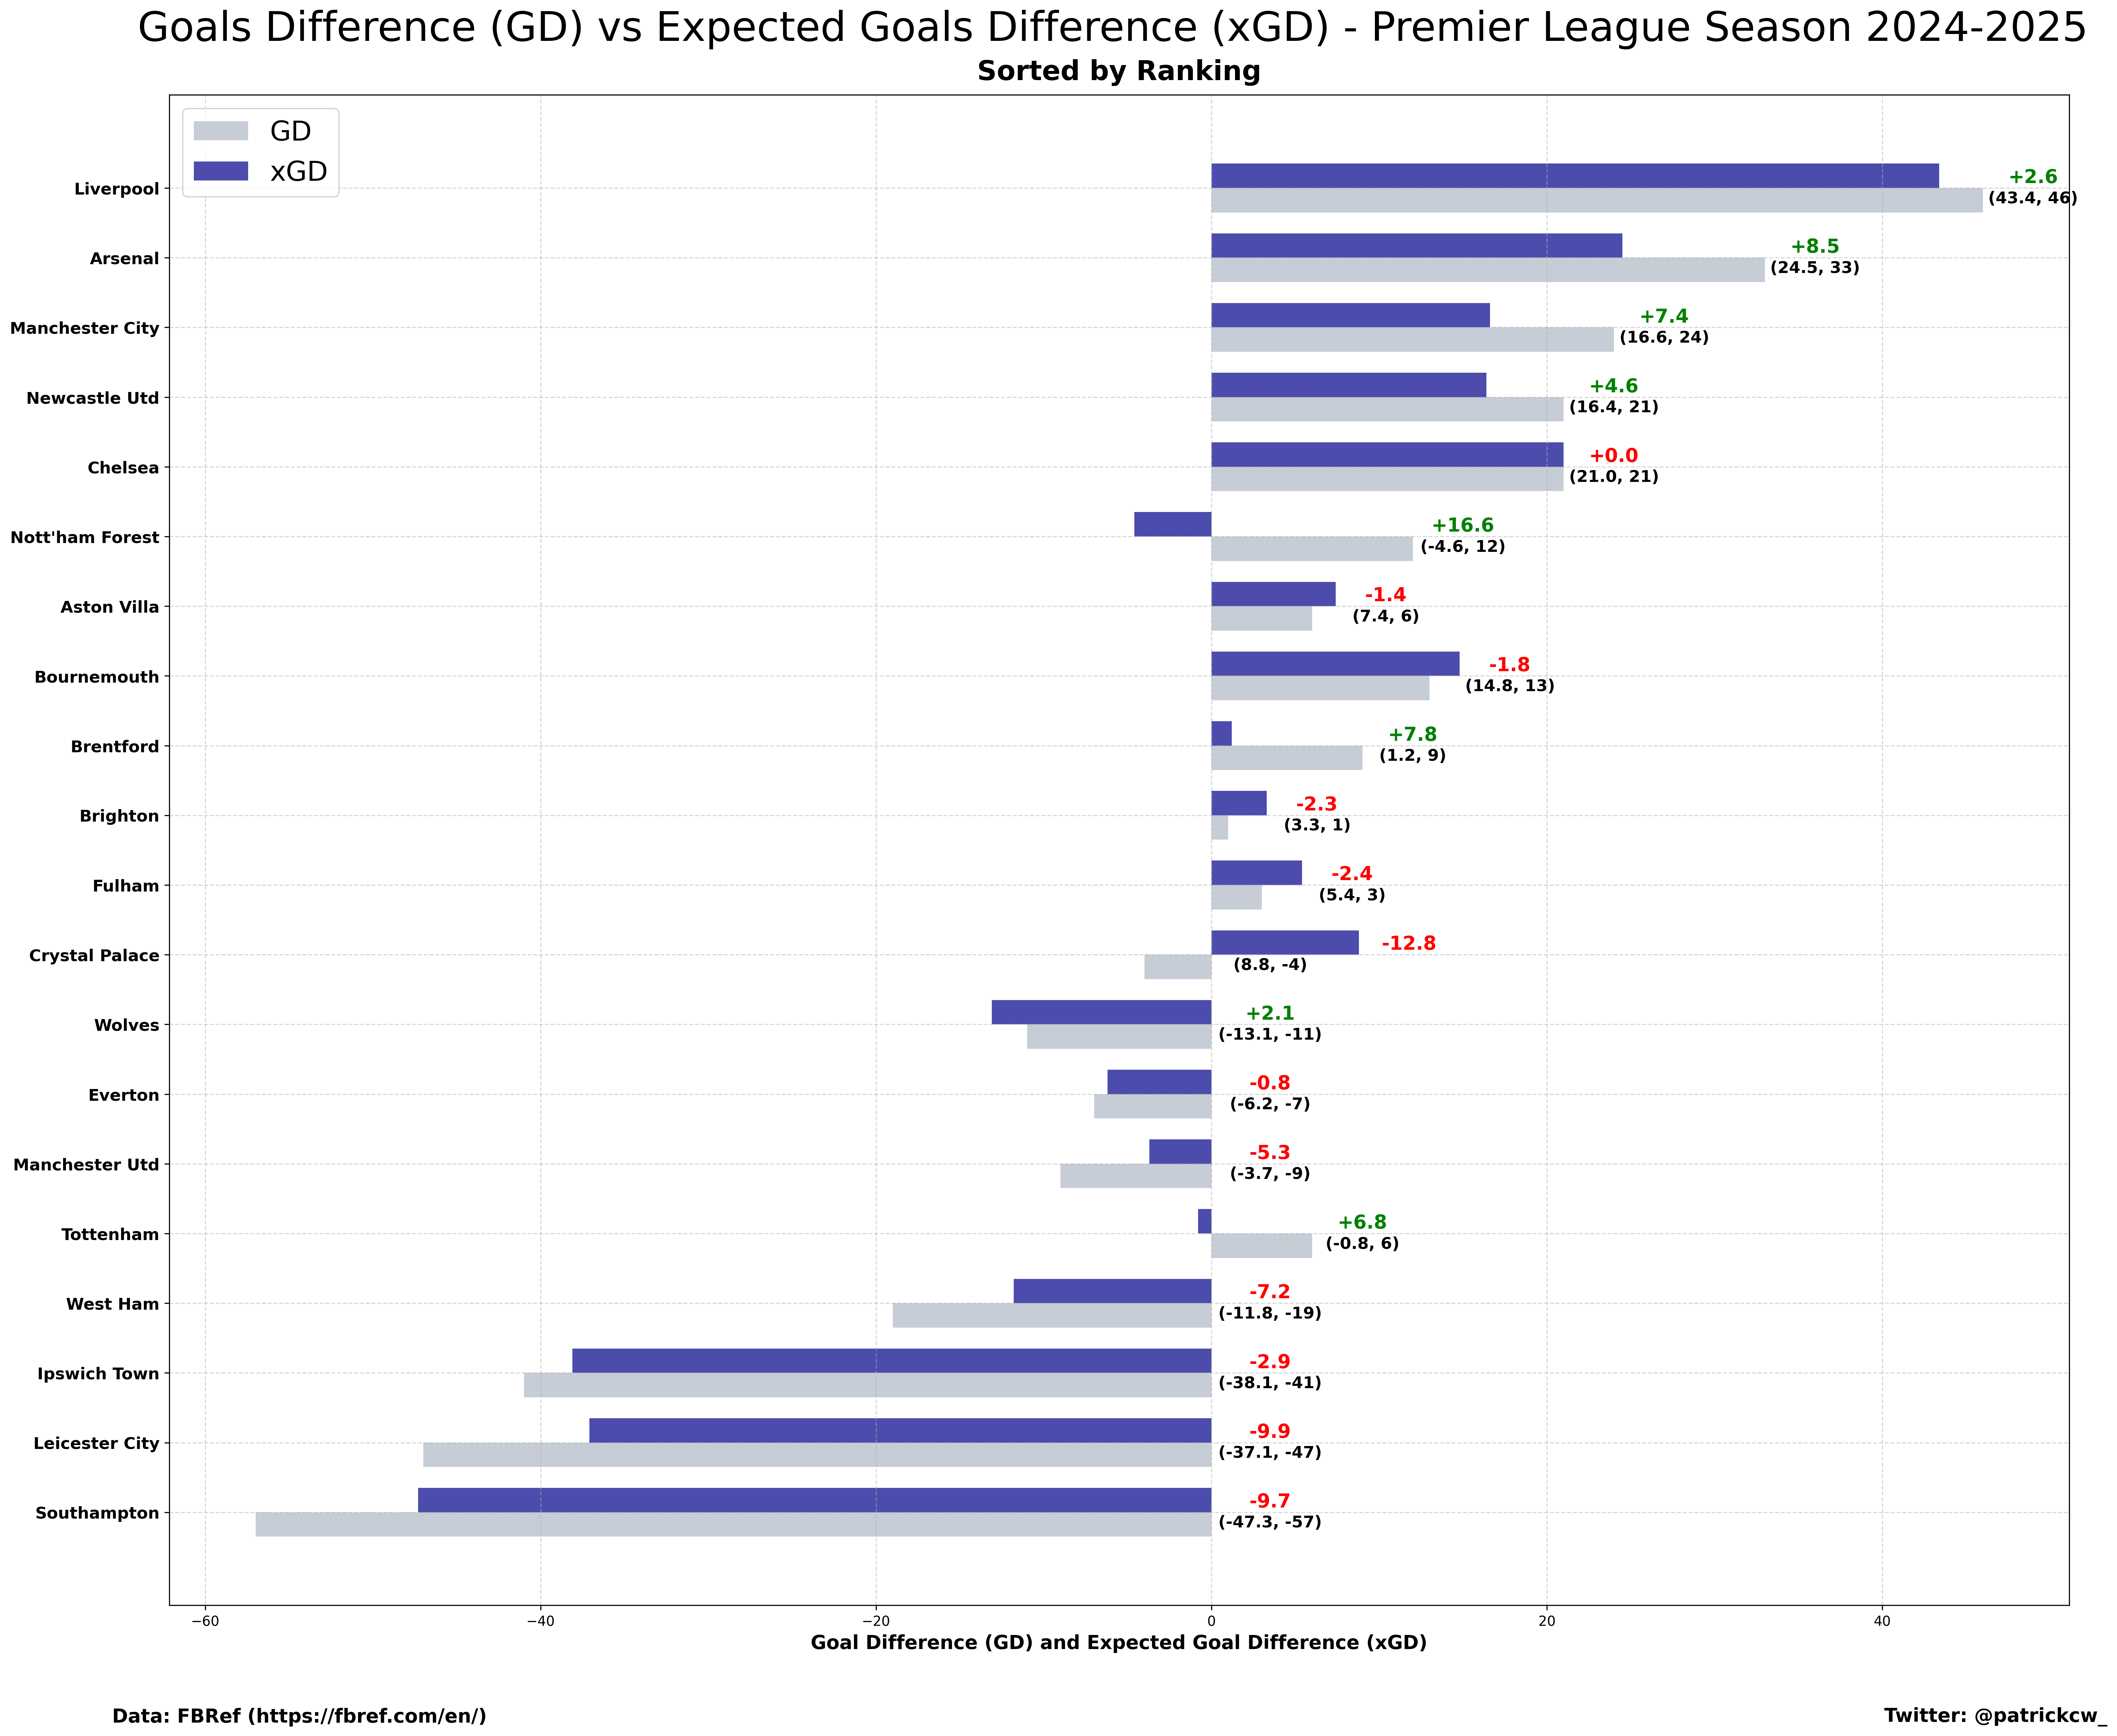 Goals Difference (GD) vs Expected Goals Difference (xGD) - Premier League Season 2024-2025
Sorted by Ranking
GD
xGD
Liverpool
+2.6
(43.4, 46)
Arsenal
+8.5
(24.5, 33)
Manchester City
+7.4
(16.6, 24)
Newcastle Utd
+4.6
(16.4, 21)
Chelsea
+0.0
(21.0, 21)
Nott'ham Forest
+16.6
(-4.6, 12)
Aston Villa
-1.4
(7.4, 6)
Bournemouth
-1.8
(14.8, 13)
Brentford
+7.8
(1.2, 9)
Brighton
-2.3
(3.3, 1)
Fulham
-2.4
(5.4, 3)
Crystal Palace
-12.8
(8.8, -4)
Wolves
+2.1
(-13.1, -11)
Everton
-0.8
(-6.2, -7)
Manchester Utd
-5.3
(-3.7, -9)
Tottenham
+6.8
(-0.8, 6)
West Ham
-7.2
(-11.8, -19)
Ipswich Town
-2.9
(-38.1, -41)
Leicester City
-9.9
(-37.1, -47)
Southampton
-9.7
(-47.3, -57)
−60 −40 −20 0 20 40
Goal Difference (GD) and Expected Goal Difference (xGD)
Data: FBRef (https://fbref.com/en/)
Twitter: @patrickcw_